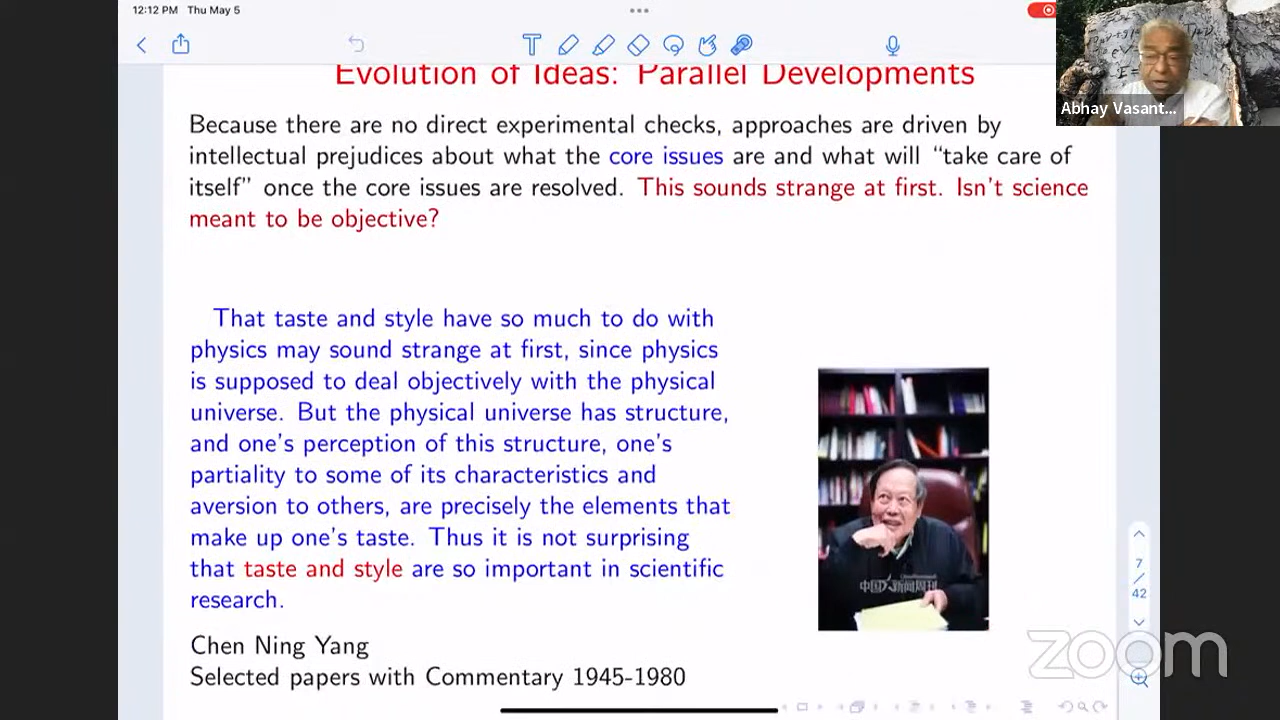 12:12 PM Thu May 5
Abhay Vasant...
Evolution of Ideas: Parallel Developments
Because there are no direct experimental checks, approaches are driven by
intellectual prejudices about what the core issues are and what will “take care of
itself” once the core issues are resolved. This sounds strange at first. Isn't science
meant to be objective?
That taste and style have so much to do with
physics may sound strange at first, since physics
is supposed to deal objectively with the physical
universe. But the physical universe has structure,
and one's perception of this structure, one's
partiality to some of its characteristics and
aversion to others, are precisely the elements that
make up one's taste. Thus it is not surprising
that taste and style are so important in scientific
research.
中国新闻周刊
Chen Ning Yang
Selected papers with Commentary 1945-1980
7
/
42
zoom